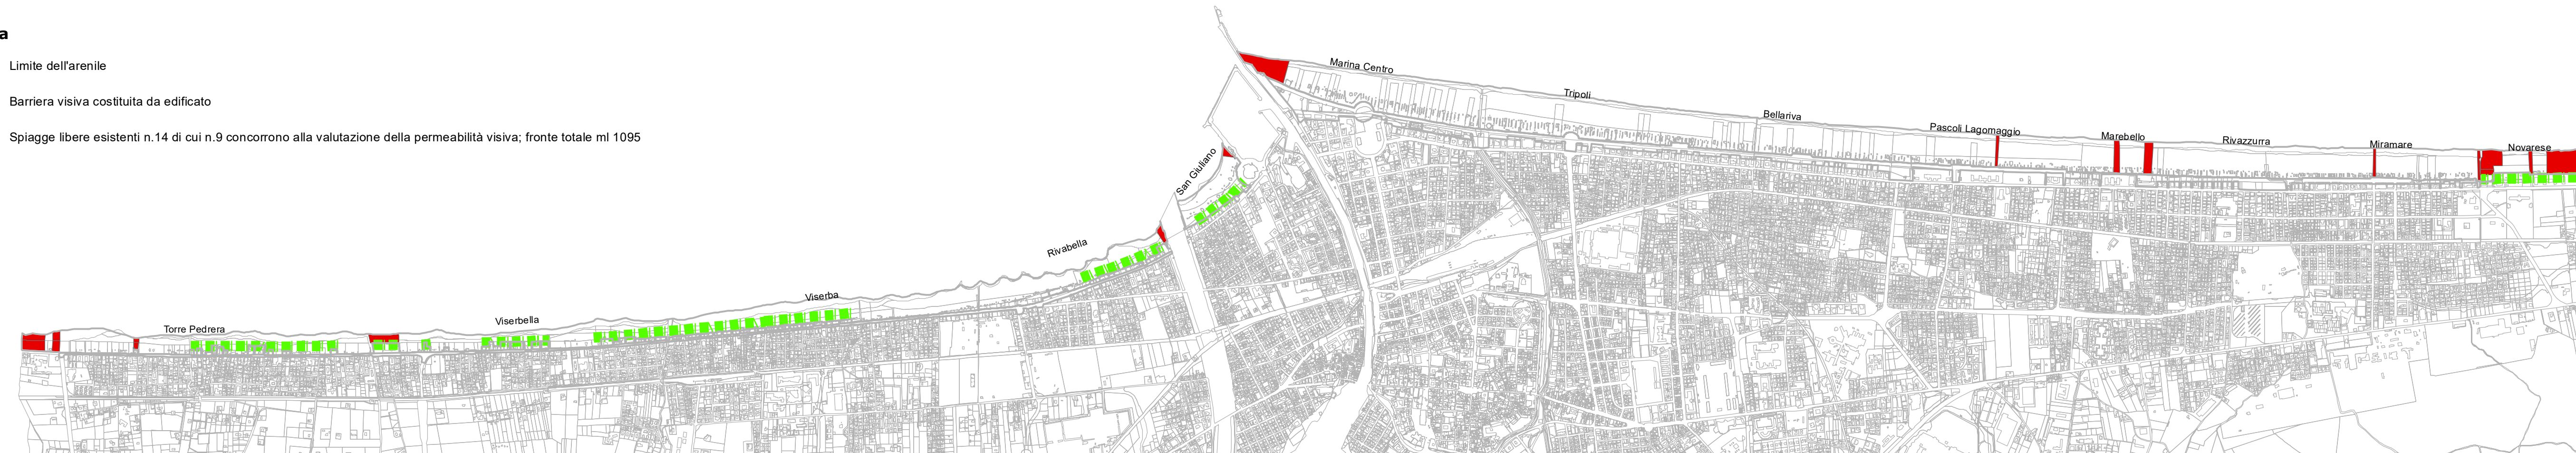 a
Limite dell'arenile
Barriera visiva costituita da edificato
Spiagge libere esistenti n.14 di cui n.9 concorrono alla valutazione della permeabilità visiva; fronte totale ml 1095
Torre Pedrera
Viserbella
Viserba
Rivabella
San Giuliano
Marina Centro
Tripoli
Bellariva
Pascoli Lagomaggio
Marebello
Rivazzurra
Miramare
Novarese